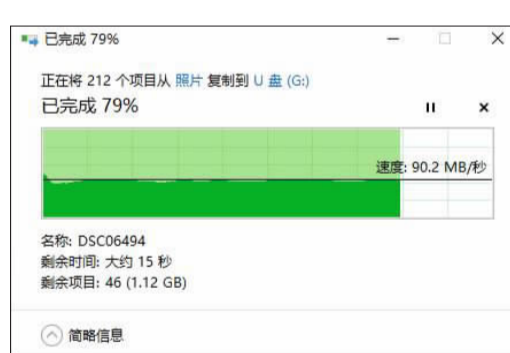 已完成 79%
正在将 212 个项目从 照片 复制到 U 盘 (G:)
已完成 79%
速度: 90.2 MB/秒
名称: DSC06494
剩余时间: 大约 15 秒
剩余项目: 46 (1.12 GB)
简略信息